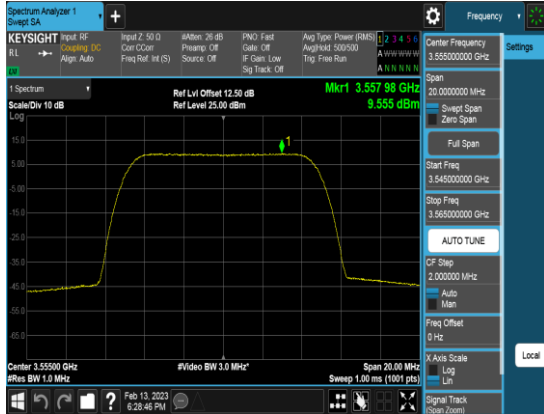 Spectrum Analyzer 1
Swept SA
Frequency
KEYSIGHT
RL
Input: RF
Coupling: DC
Align: Auto
Input Z: 50 Ω
Corr CCorr
Freq Ref: Int (S)
#Atten: 26 dB
Preamp: Off
Source: Off
PNO: Fast
Gate: Off
IF Gain: Low
Sig Track: Off
Avg Type: Power (RMS)
Avg|Hold: 500/500
Trig: Free Run
1 2 3 4 5 6
A W W W W W
A N N N N N
1 Spectrum
Scale/Div 10 dB
Log
Ref Lvl Offset 12.50 dB
Ref Level 25.00 dBm
Mkr1 3.557 98 GHz
9.555 dBm
1
15.0
5.00
-5.00
-15.0
-25.0
-35.0
-45.0
-55.0
-65.0
Center 3.55500 GHz
#Res BW 1.0 MHz
#Video BW 3.0 MHz*
Span 20.00 MHz
Sweep 1.00 ms (1001 pts)
Feb 13, 2023
6:28:46 PM
Center Frequency
3.555000000 GHz
Settings
Span
20.0000000 MHz
Swept Span
Zero Span
Full Span
Start Freq
3.545000000 GHz
Stop Freq
3.565000000 GHz
AUTO TUNE
CF Step
2.000000 MHz
Auto
Man
Freq Offset
0 Hz
X Axis Scale
Log
Lin
Local
Signal Track
(Span Zoom)